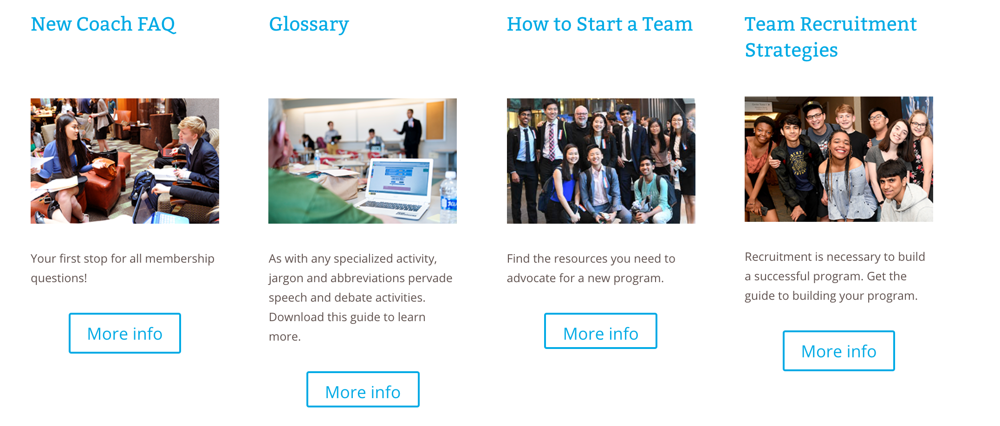 New Coach FAQ
Your first stop for all membership
questions!
More info
Glossary
As with any specialized activity,
jargon and abbreviations pervade
speech and debate activities.
Download this guide to learn
more.
More info
How to Start a Team
Find the resources you need to
advocate for a new program.
More info
Team Recruitment
Strategies
Recruitment is necessary to build
a successful program. Get the
guide to building your program.
More info